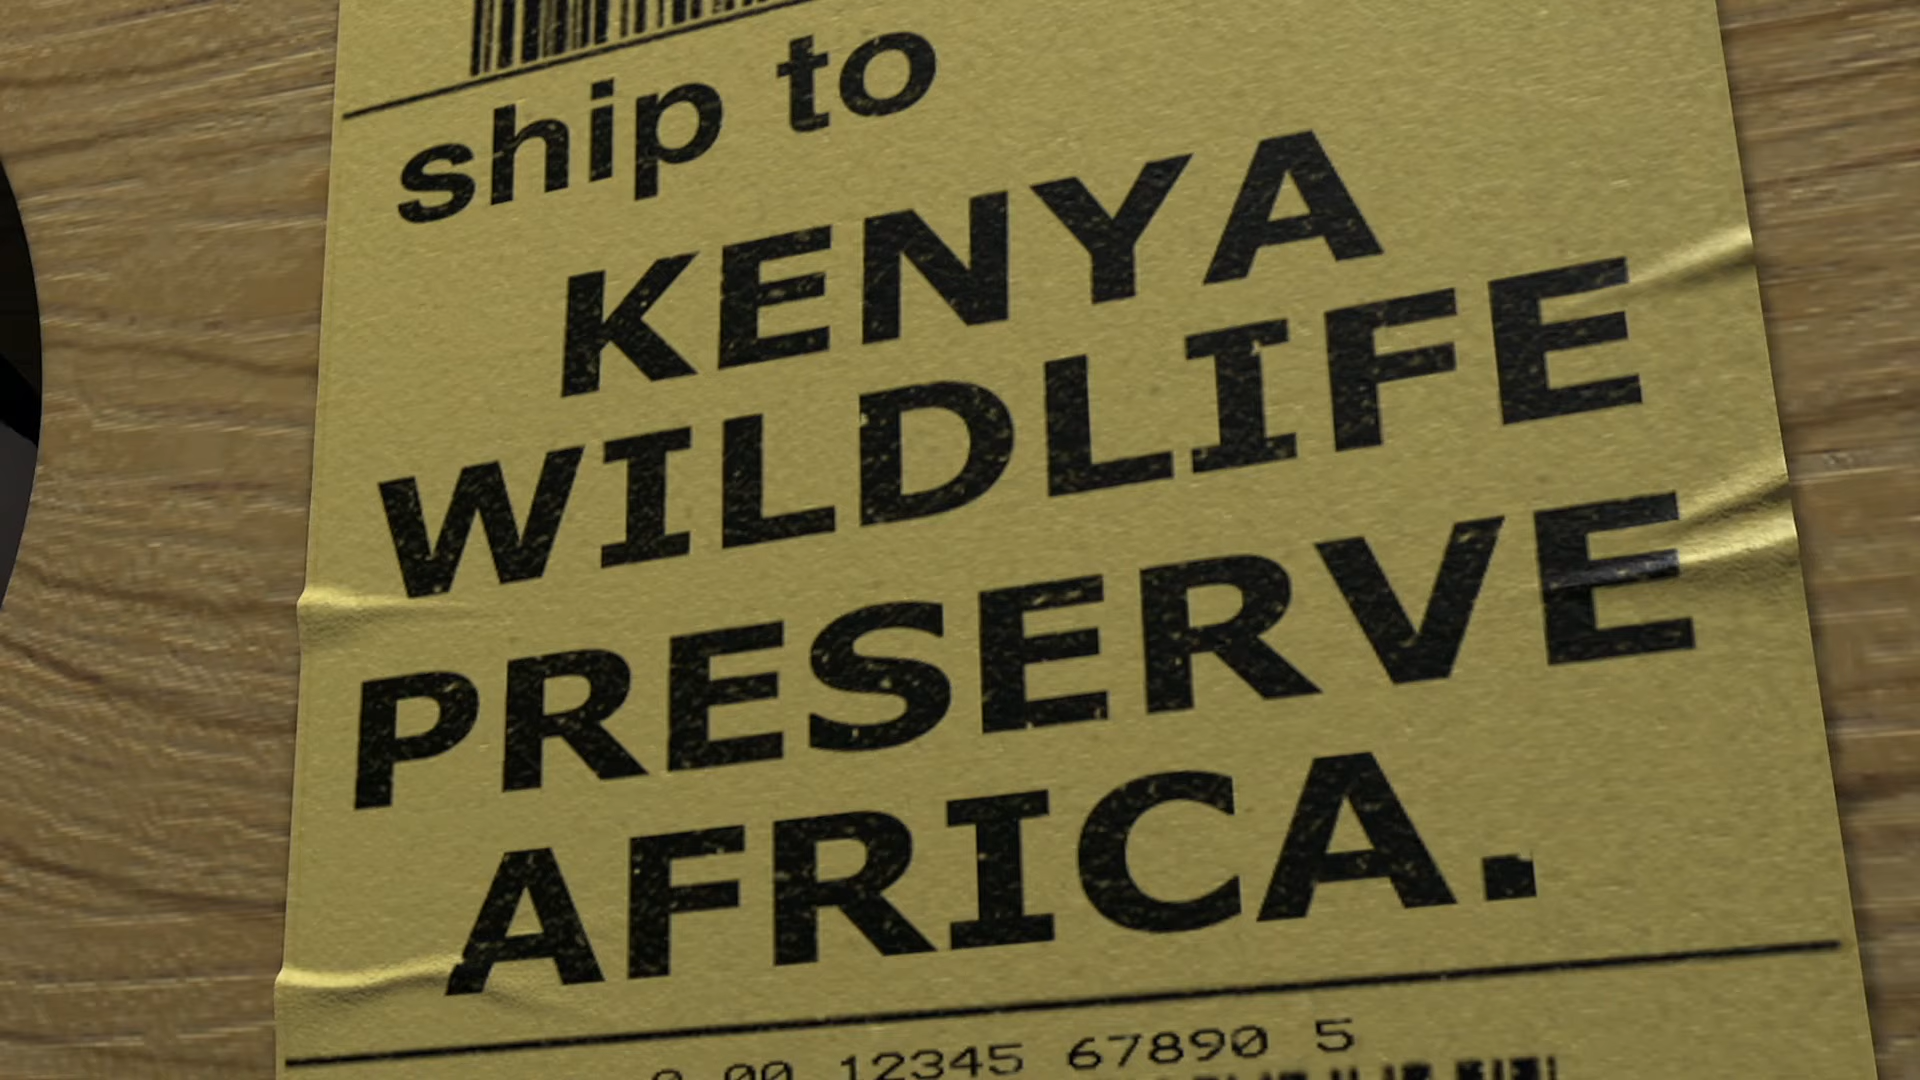 ship to
KENYA
WILDLIFE
PRESERVE
AFRICA.
0 00 12345 67890 5